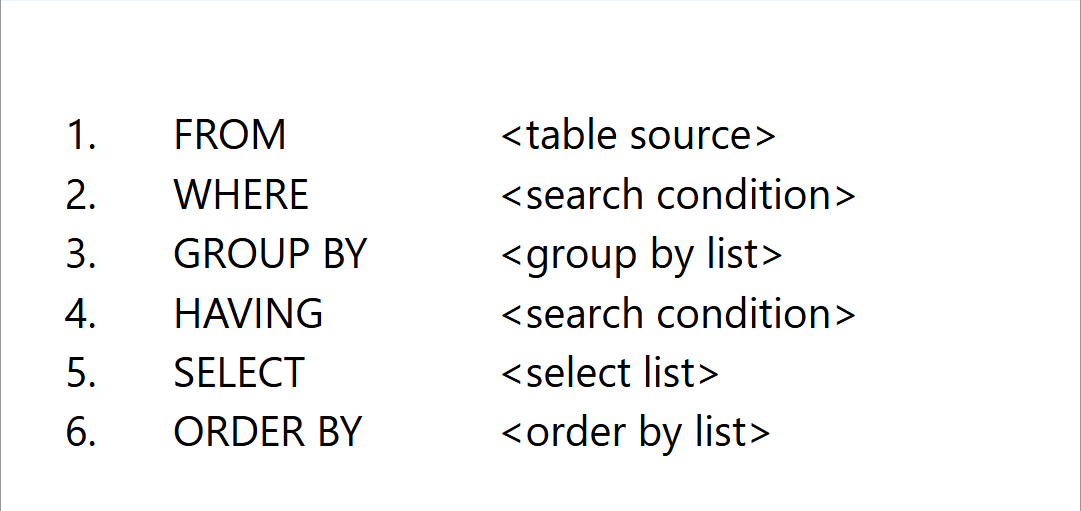 1. FROM <table source>
2. WHERE <search condition>
3. GROUP BY <group by list>
4. HAVING <search condition>
5. SELECT <select list>
6. ORDER BY <order by list>